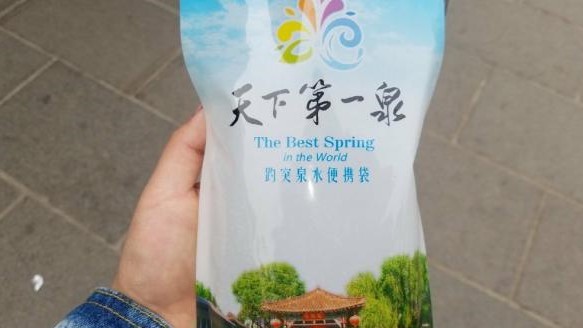 天下第一泉
The Best Spring
in the World
趵突泉水便携袋